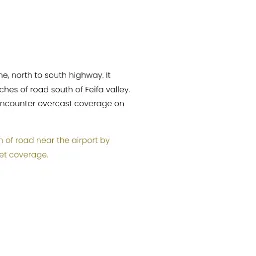 ne, north to south highway. It
ches of road south of Feifa valley.
ncounter overcast coverage on
n of road near the airport by
et coverage.